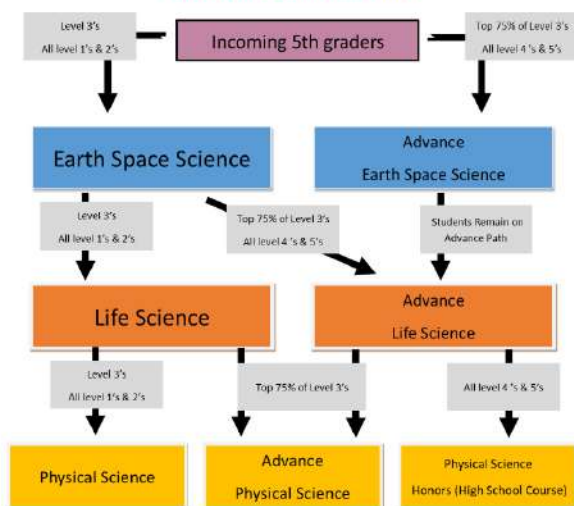 Level 3's
All level 1's & 2's
Incoming 5th graders
Top 75% of Level 3's
All level 4 's & 5's
Earth Space Science
Advance
Earth Space Science
Level 3's
All level 1's & 2's
Top 75% of Level 3's
All level 4 's & 5's
Students Remain on
Advance Path
Life Science
Advance
Life Science
Level 3's
All level 1's & 2's
Top 75% of Level 3's
All level 4 's & 5's
Physical Science
Advance
Physical Science
Physical Science
Honors (High School Course)